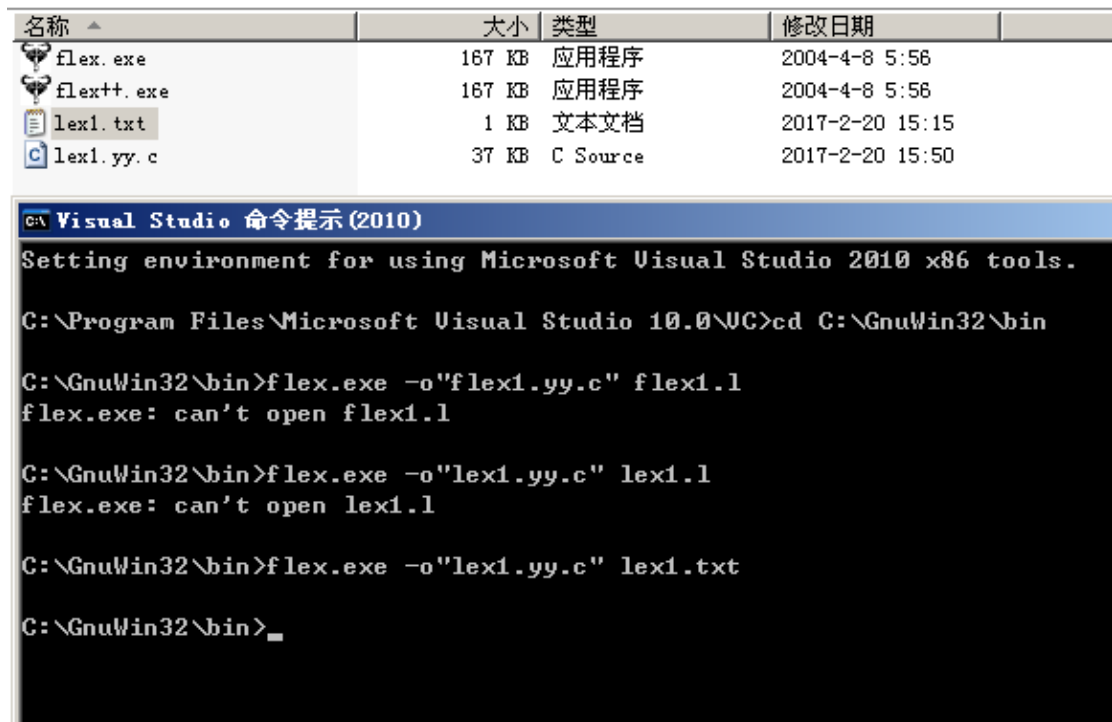 名称 大小 类型 修改日期
flex.exe 167 KB 应用程序 2004-4-8 5:56
flex++.exe 167 KB 应用程序 2004-4-8 5:56
lex1.txt 1 KB 文本文档 2017-2-20 15:15
lex1.yy.c 37 KB C Source 2017-2-20 15:50
Visual Studio 命令提示(2010)
Setting environment for using Microsoft Visual Studio 2010 x86 tools.
C:\Program Files\Microsoft Visual Studio 10.0\VC>cd C:\GnuWin32\bin
C:\GnuWin32\bin>flex.exe -o"flex1.yy.c" flex1.l
flex.exe: can't open flex1.l
C:\GnuWin32\bin>flex.exe -o"lex1.yy.c" lex1.l
flex.exe: can't open lex1.l
C:\GnuWin32\bin>flex.exe -o"lex1.yy.c" lex1.txt
C:\GnuWin32\bin>_